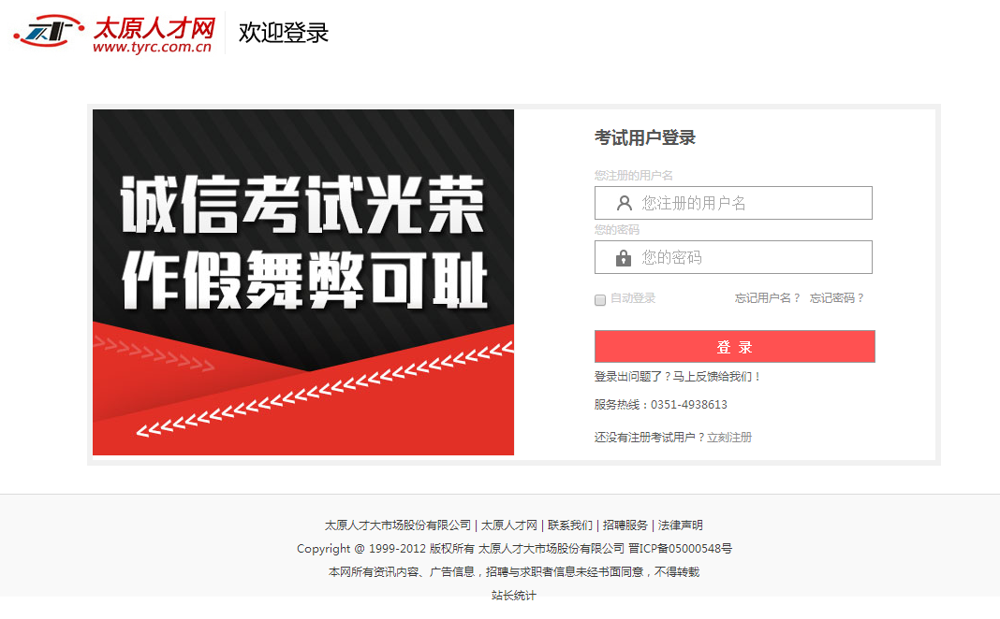 太原人才网
www.tyrc.com.cn
欢迎登录
诚信考试光荣
作假舞弊可耻
考试用户登录
您注册的用户名
您注册的用户名
您的密码
您的密码
自动登录 忘记用户名？ 忘记密码？
登 录
登录出问题了？马上反馈给我们！
服务热线：0351-4938613
还没有注册考试用户？立刻注册
太原人才大市场股份有限公司 | 太原人才网 | 联系我们 | 招聘服务 | 法律声明
Copyright @ 1999-2012 版权所有 太原人才大市场股份有限公司 晋ICP备05000548号
本网所有资讯内容、广告信息，招聘与求职者信息未经书面同意，不得转载
站长统计